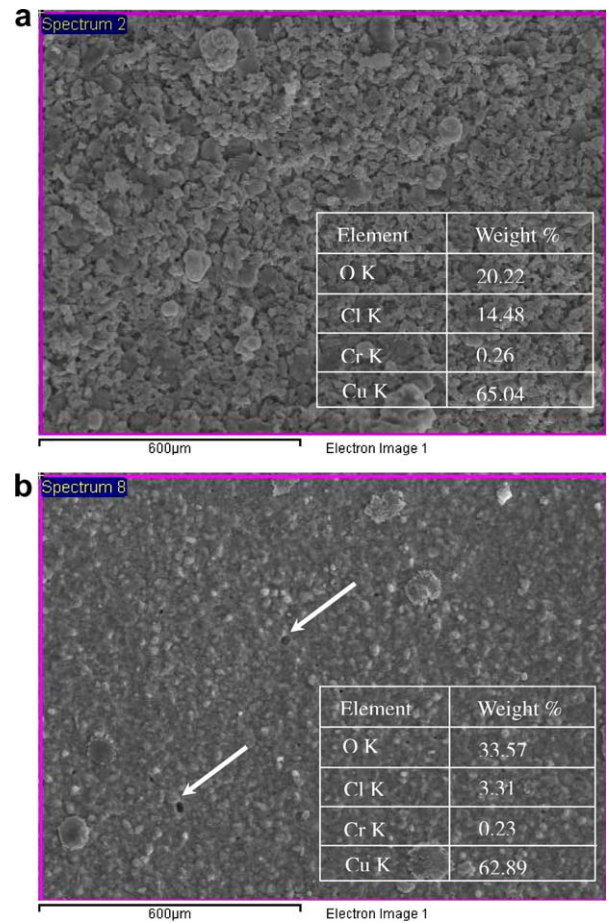 a
Spectrum 2
Element Weight %
O K 20.22
Cl K 14.48
Cr K 0.26
Cu K 65.04
600µm Electron Image 1
b
Spectrum 8
Element Weight %
O K 33.57
Cl K 3.31
Cr K 0.23
Cu K 62.89
600µm Electron Image 1